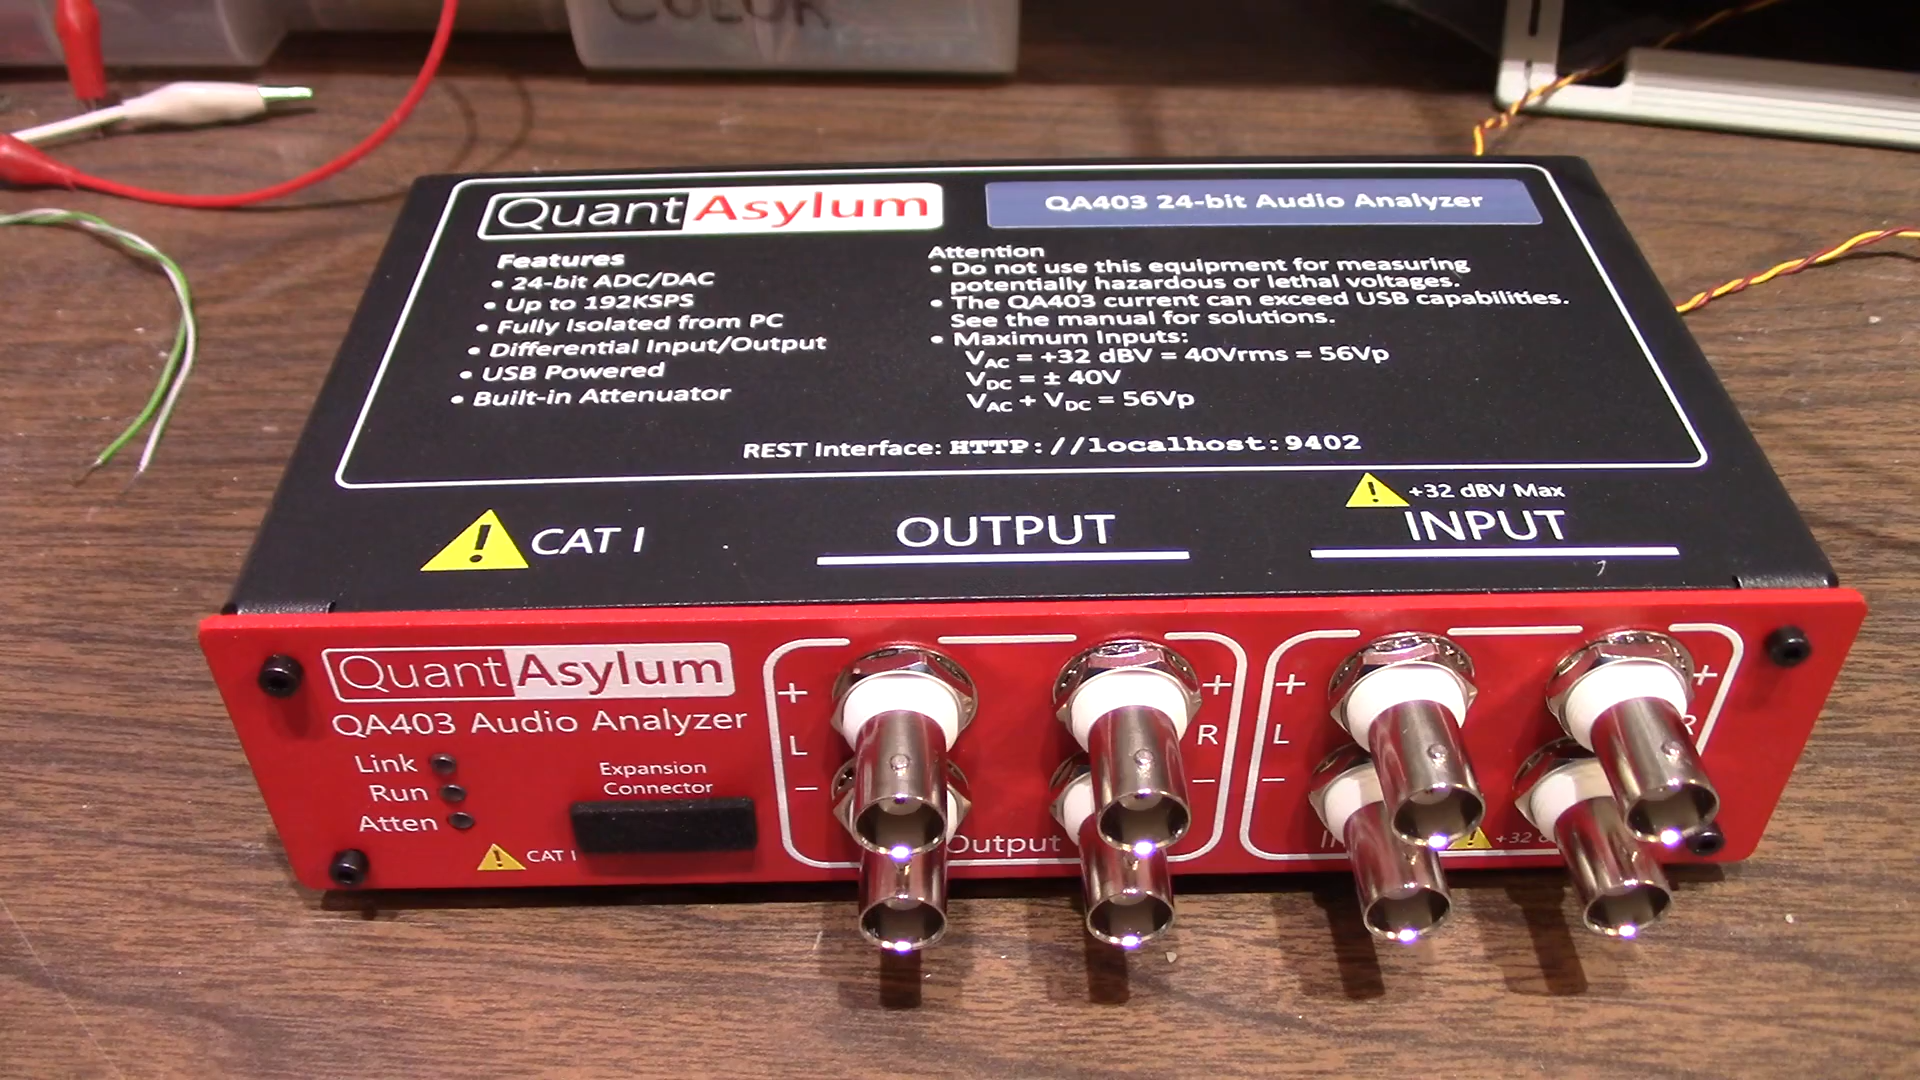 COLOR
QuantAsylum
QA403 24-bit Audio Analyzer
Features
• 24-bit ADC/DAC
• Up to 192KSPS
• Fully Isolated from PC
• Differential Input/Output
• USB Powered
• Built-in Attenuator
Attention
• Do not use this equipment for measuring
potentially hazardous or lethal voltages.
• The QA403 current can exceed USB capabilities.
See the manual for solutions.
• Maximum Inputs:
VAC = +32 dBV = 40Vrms = 56Vp
VDC = ± 40V
VAC + VDC = 56Vp
REST Interface: HTTP://localhost:9402
CAT I
OUTPUT
+32 dBV Max
INPUT
QuantAsylum
QA403 Audio Analyzer
Link
Run
Atten
CAT I
Expansion
Connector
+ L −
Output
+ R −
+ L −
+32
+ R